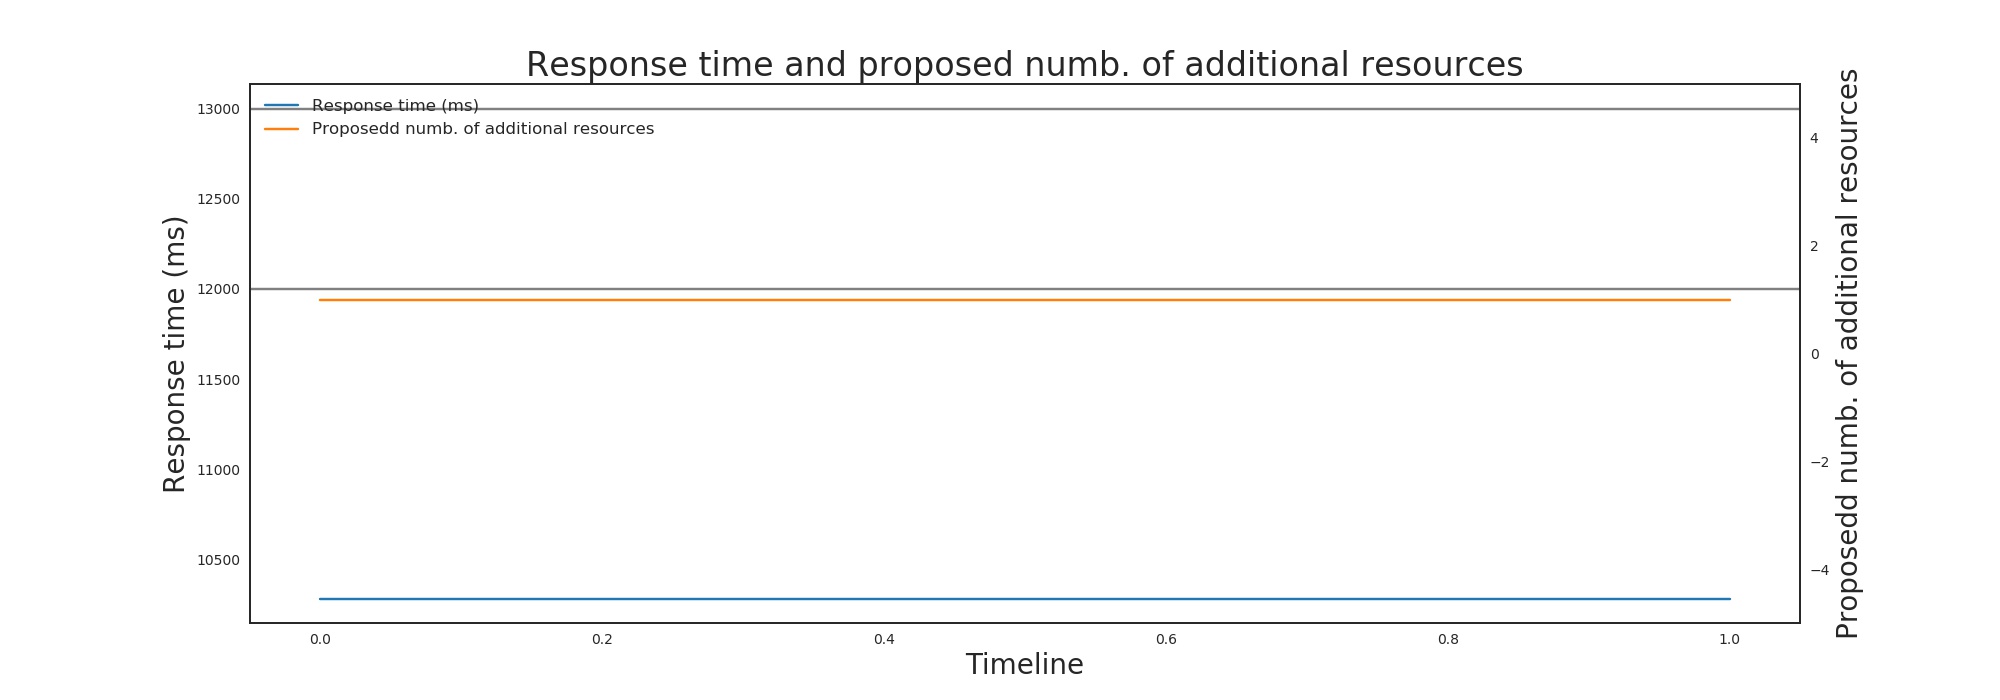 Response time and proposed numb. of additional resources
Response time (ms)
Proposedd numb. of additional resources
13000
12500
12000
11500
11000
10500
Response time (ms)
4
2
0
−2
−4
Proposedd numb. of additional resources
0.0 0.2 0.4 0.6 0.8 1.0
Timeline